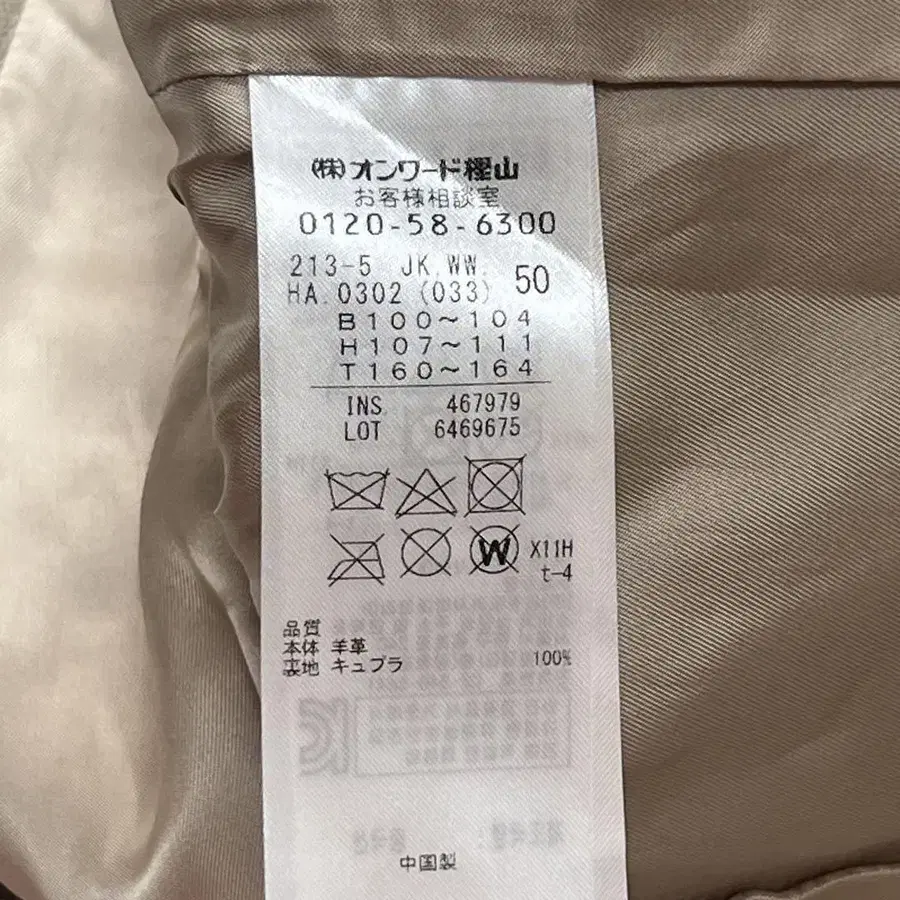 (株)オンワード樫山
お客様相談室
0120-58-6300
213-5 JK.WW.
HA.0302 (033) 50
B100〜104
H107〜111
T160〜164
INS 467979
LOT 6469675
W X11H
t-4
品質
本体 羊革
裏地 キュプラ 100%
中国製